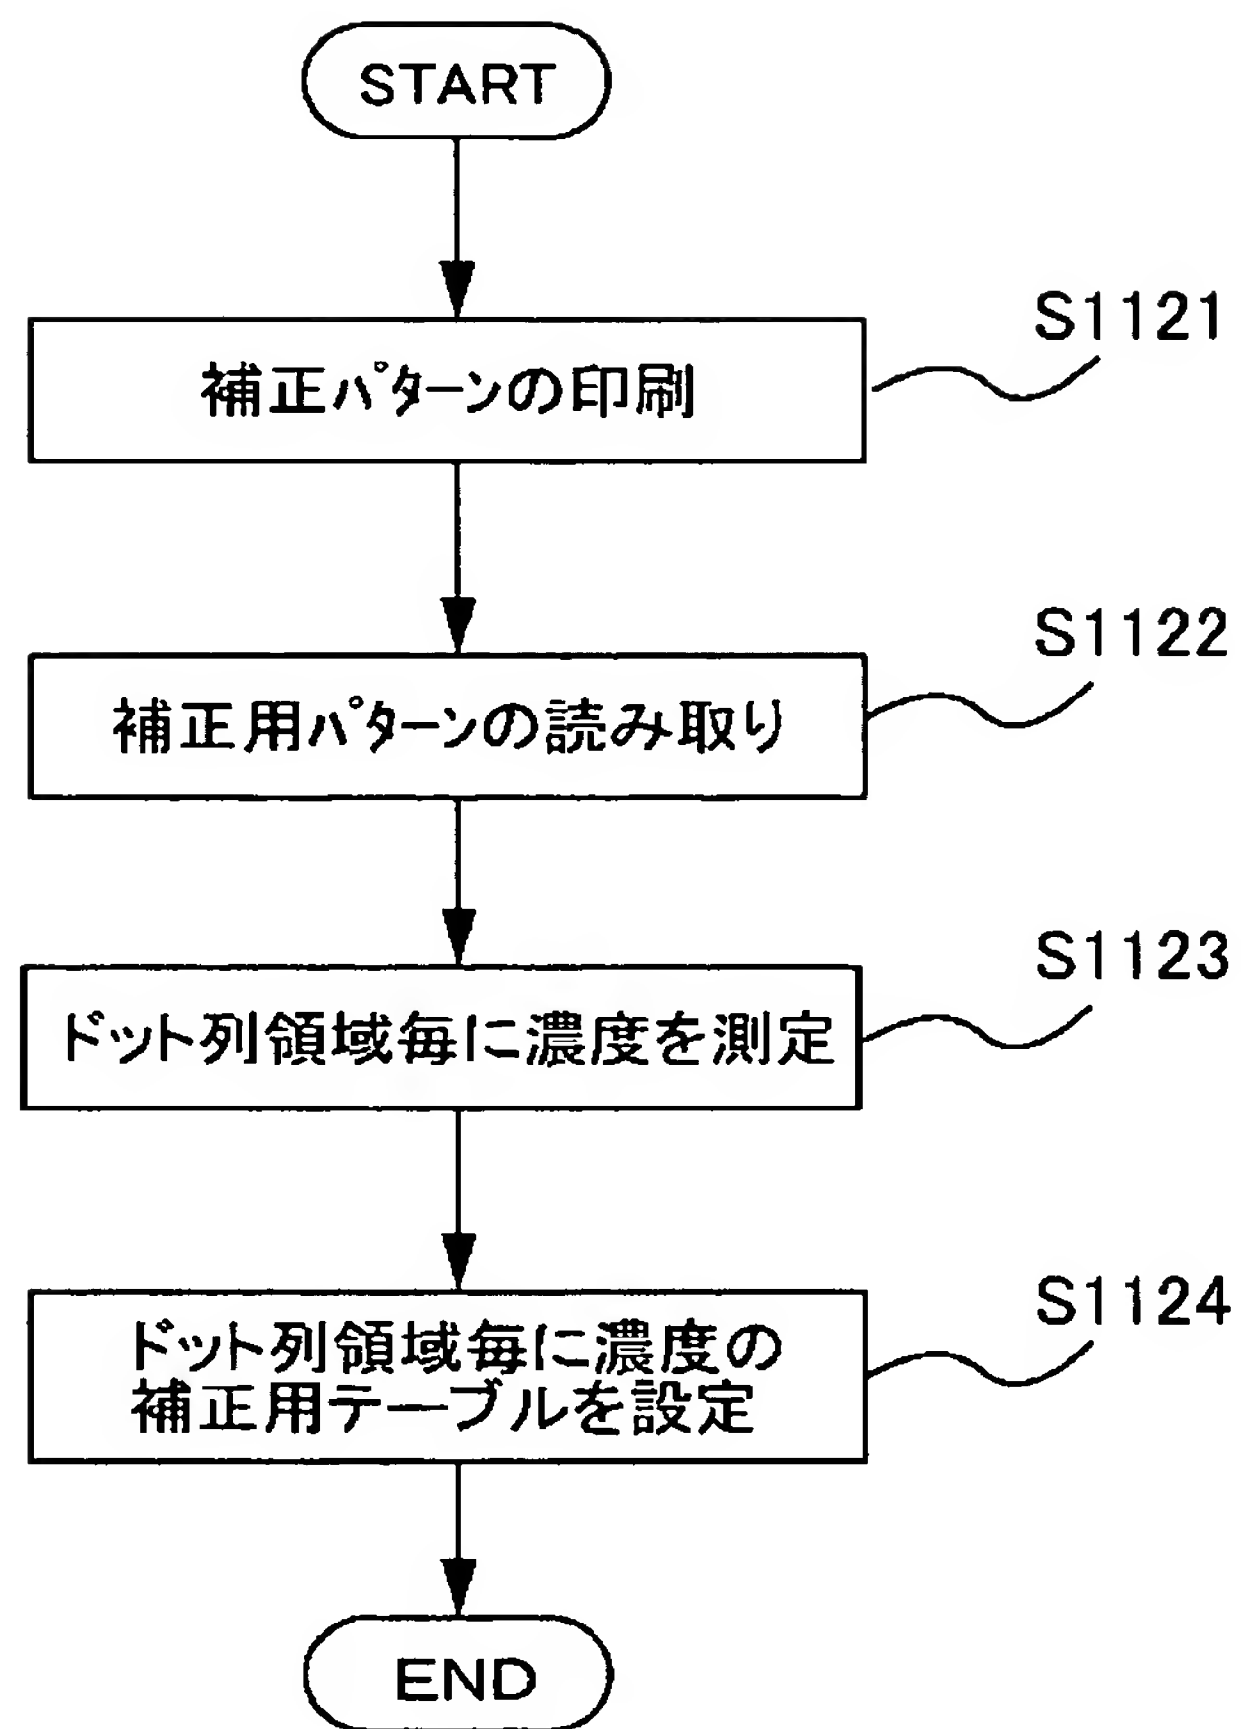 START
補正パターンの印刷
S1121
補正用パターンの読み取り
S1122
ドット列領域毎に濃度を測定
S1123
ドット列領域毎に濃度の
補正用テーブルを設定
S1124
END